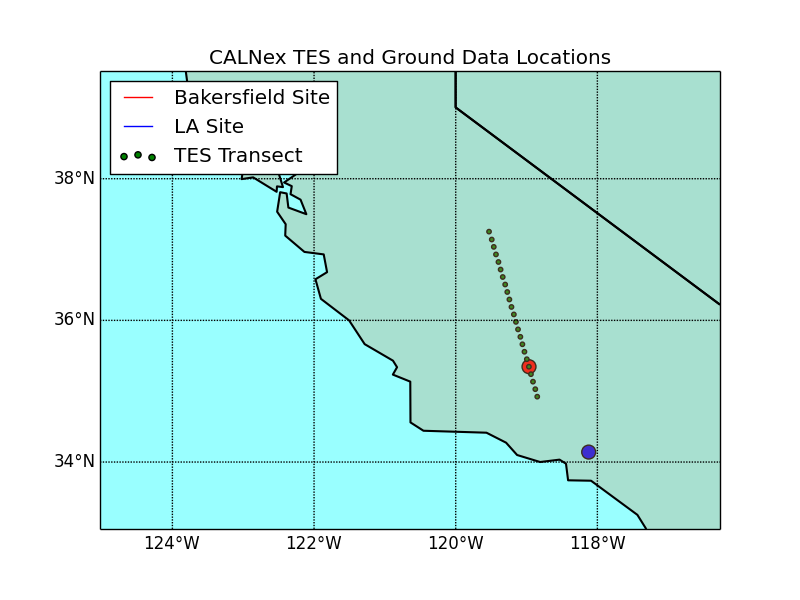 CALNex TES and Ground Data Locations
Bakersfield Site
LA Site
TES Transect
38°N
36°N
34°N
124°W 122°W 120°W 118°W